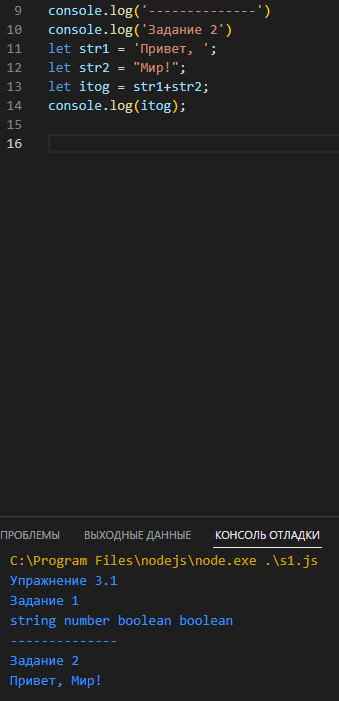 9 console.log('--------------')
10 console.log('Задание 2')
11 let str1 = 'Привет, ';
12 let str2 = "Мир!";
13 let itog = str1+str2;
14 console.log(itog);
15
16
ПРОБЛЕМЫ ВЫХОДНЫЕ ДАННЫЕ КОНСОЛЬ ОТЛАДКИ
C:\Program Files\nodejs\node.exe .\s1.js
Упражнение 3.1
Задание 1
string number boolean boolean
--------------
Задание 2
Привет, Мир!